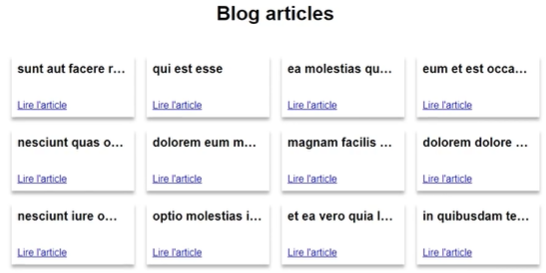 Blog articles
sunt aut facere r...
qui est esse
ea molestias qu...
eum et est occa...
Lire l'article
Lire l'article
Lire l'article
Lire l'article
nesciunt quas o...
dolorem eum m...
magnam facilis ...
dolorem dolore ...
Lire l'article
Lire l'article
Lire l'article
Lire l'article
nesciunt iure o...
optio molestias i...
et ea vero quia l...
in quibusdam te...
Lire l'article
Lire l'article
Lire l'article
Lire l'article